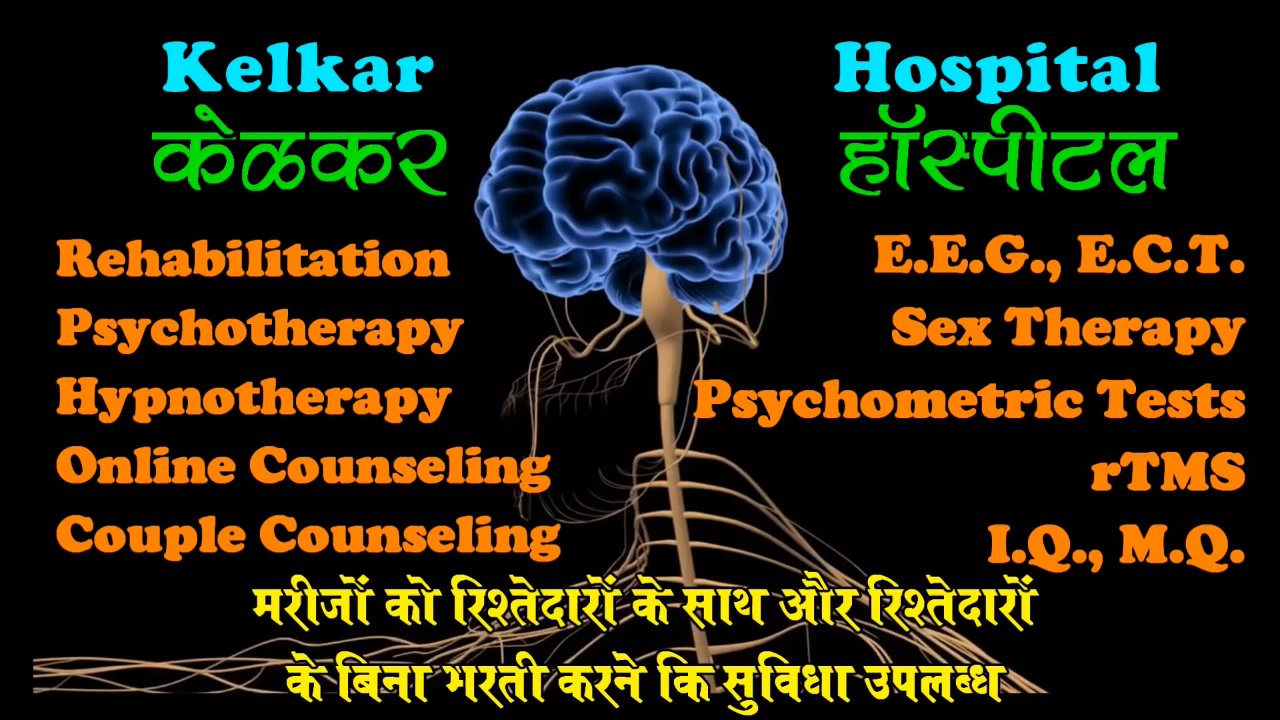 Kelkar Hospital
केळकर हॉस्पीटल
Rehabilitation
Psychotherapy
Hypnotherapy
Online Counseling
Couple Counseling
E.E.G., E.C.T.
Sex Therapy
Psychometric Tests
rTMS
I.Q., M.Q.
मरीजों को रिश्तेदारों के साथ और रिश्तेदारों
के बिना भरती करने कि सुविधा उपलब्ध